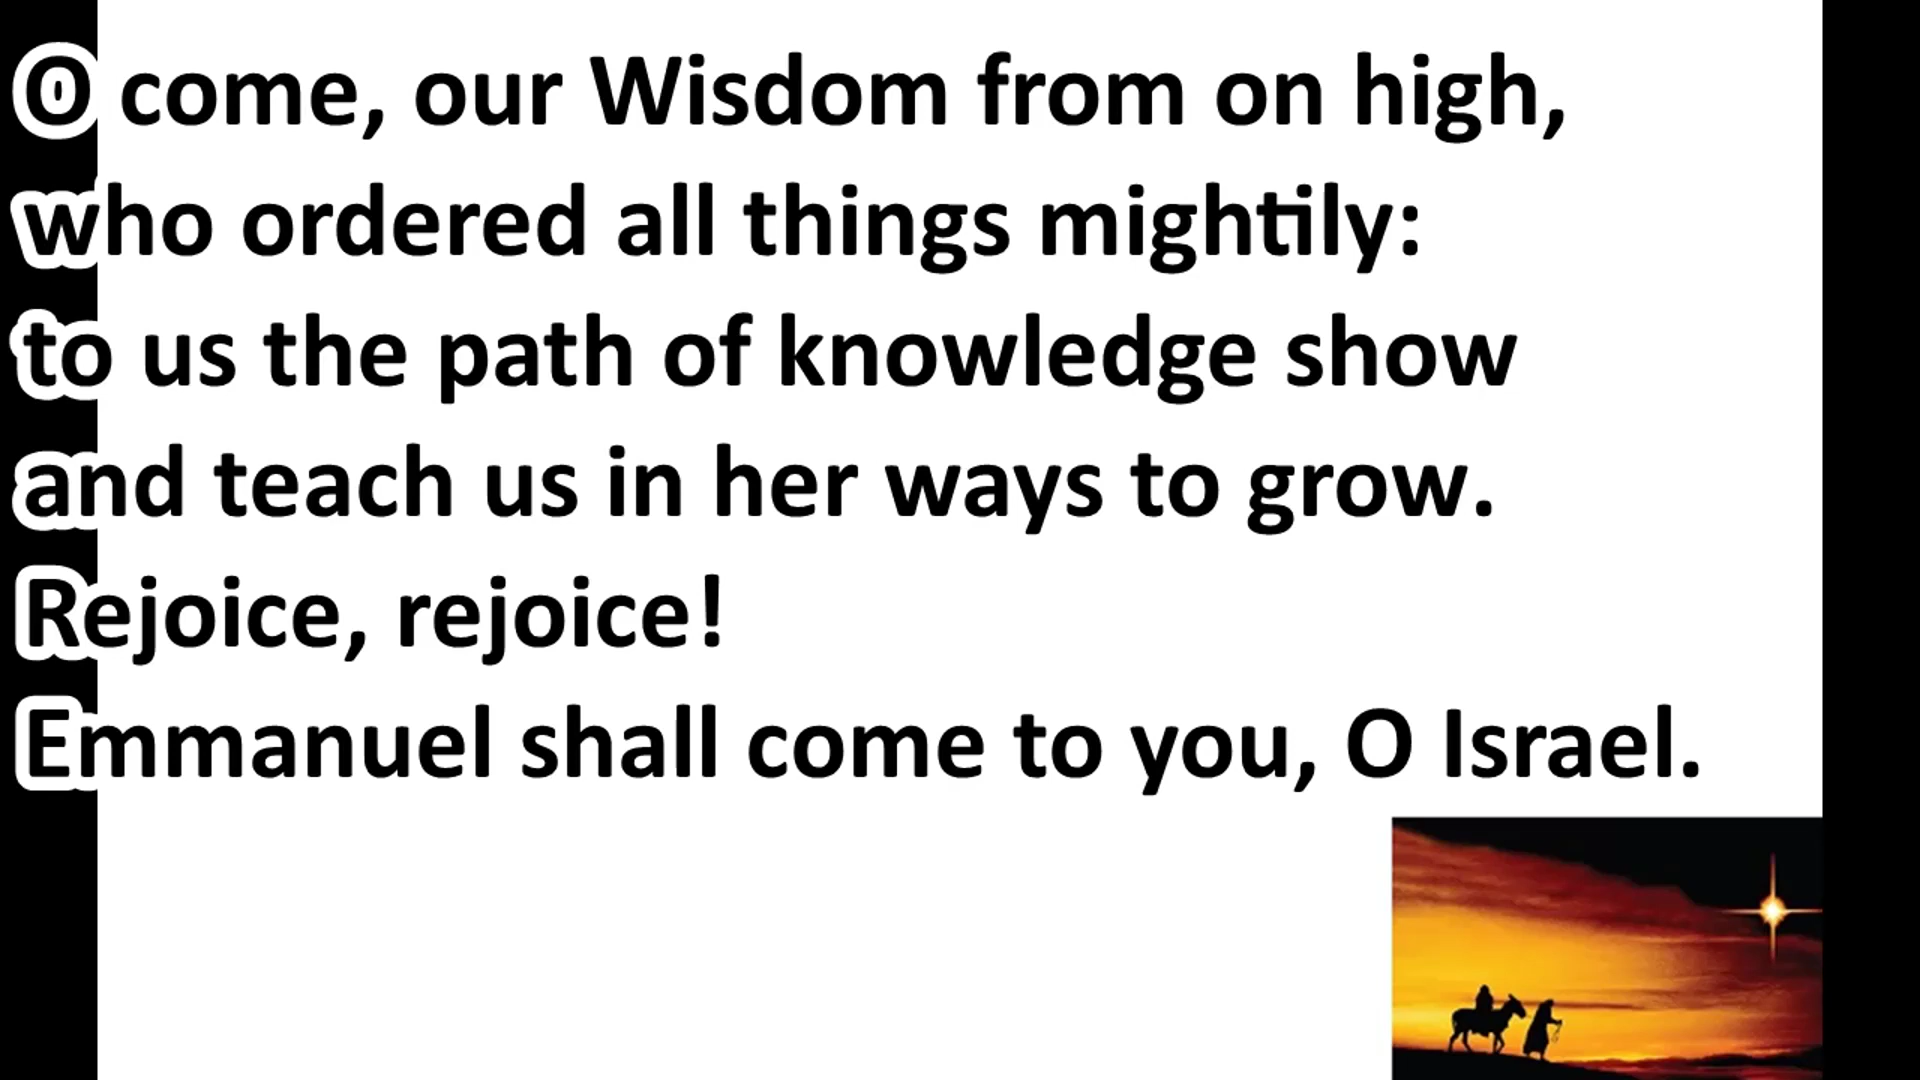 O come, our Wisdom from on high,
who ordered all things mightily:
to us the path of knowledge show
and teach us in her ways to grow.
Rejoice, rejoice!
Emmanuel shall come to you, O Israel.